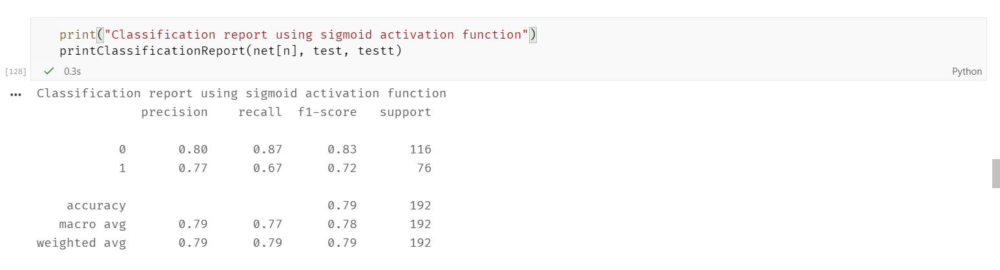 print("Classification report using sigmoid activation function")
printClassificationReport(net[n], test, testt)
[128] ✓ 0.3s Python
... Classification report using sigmoid activation function
precision recall f1-score support
0 0.80 0.87 0.83 116
1 0.77 0.67 0.72 76
accuracy 0.79 192
macro avg 0.79 0.77 0.78 192
weighted avg 0.79 0.79 0.79 192